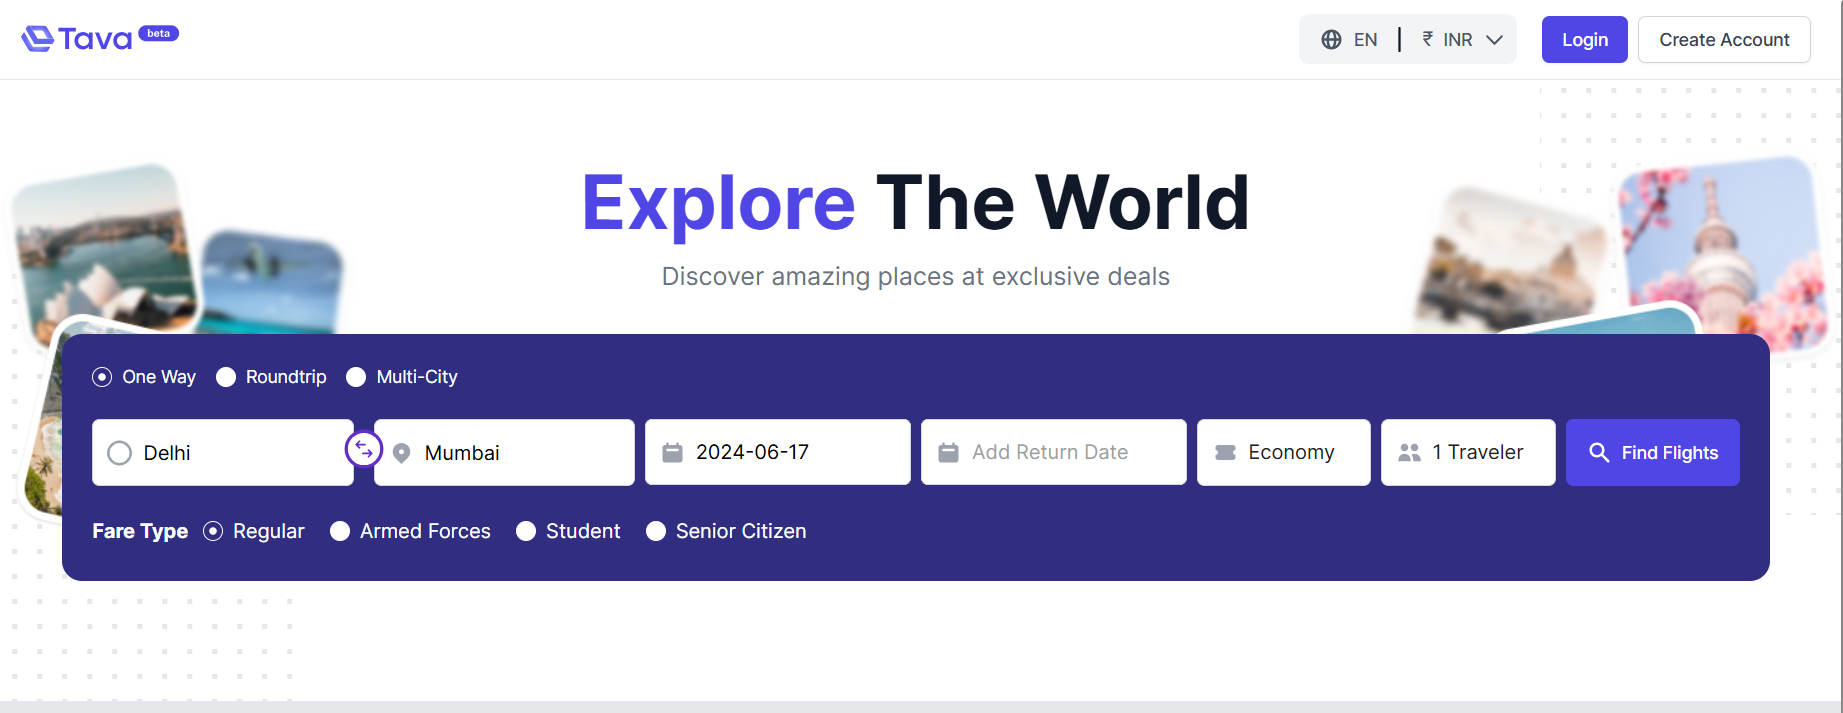 Tava beta
EN | ₹ INR
Login
Create Account
Explore The World
Discover amazing places at exclusive deals
One Way Roundtrip Multi-City
Delhi Mumbai 2024-06-17 Add Return Date Economy 1 Traveler Find Flights
Fare Type Regular Armed Forces Student Senior Citizen